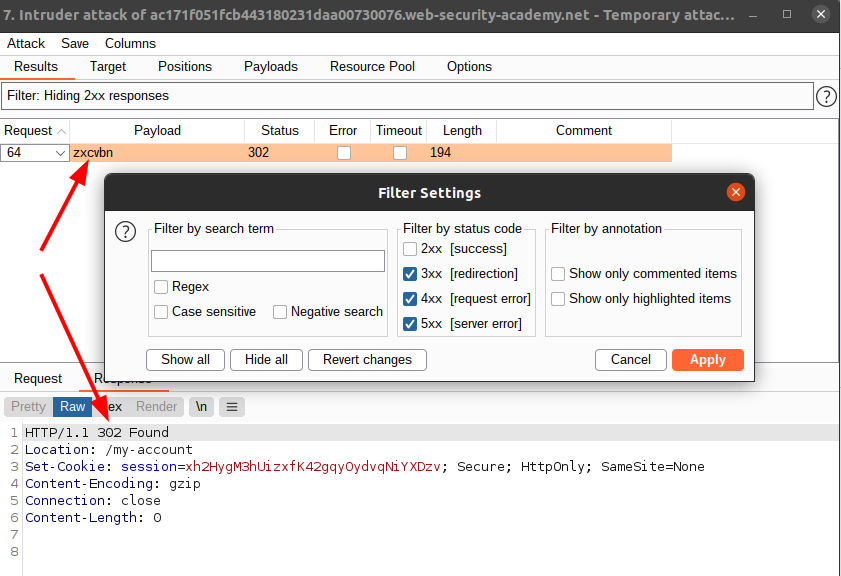 7. Intruder attack of ac171f051fcb443180231daa00730076.web-security-academy.net - Temporary attac...
Attack Save Columns
Results Target Positions Payloads Resource Pool Options
Filter: Hiding 2xx responses ?
Request Payload Status Error Timeout Length Comment
64 zxcvbn 302 194
Filter Settings
?
Filter by search term
Regex
Case sensitive Negative search
Filter by status code
2xx [success]
3xx [redirection]
4xx [request error]
5xx [server error]
Filter by annotation
Show only commented items
Show only highlighted items
Show all Hide all Revert changes Cancel Apply
Request
Pretty Raw Render \n
1 HTTP/1.1 302 Found
2 Location: /my-account
3 Set-Cookie: session=xh2HygM3hUizxfK42gqyOydvqNiYXDzv; Secure; HttpOnly; SameSite=None
4 Content-Encoding: gzip
5 Connection: close
6 Content-Length: 0
7
8